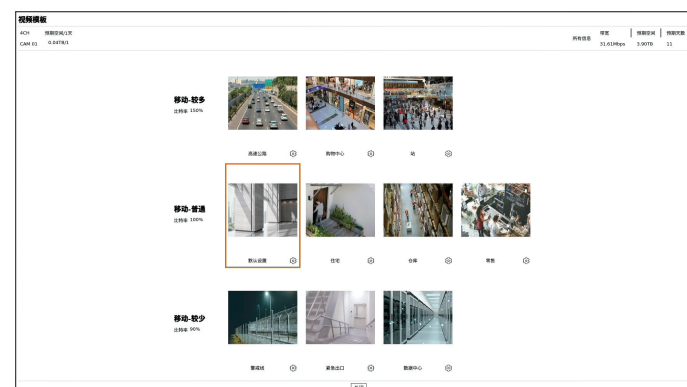 视频模板
4CH 预期空间/1天
CAM 01 0.03TB/1
所有信息 带宽 预期空间 预期天数
31.61Mbps 3.90TB 11
移动-较多
比特率 150%
高速公路 购物中心 站
移动-普通
比特率 100%
默认设置 住宅 仓库 零售
移动-较少
比特率 90%
警戒线 紧急出口 数据中心